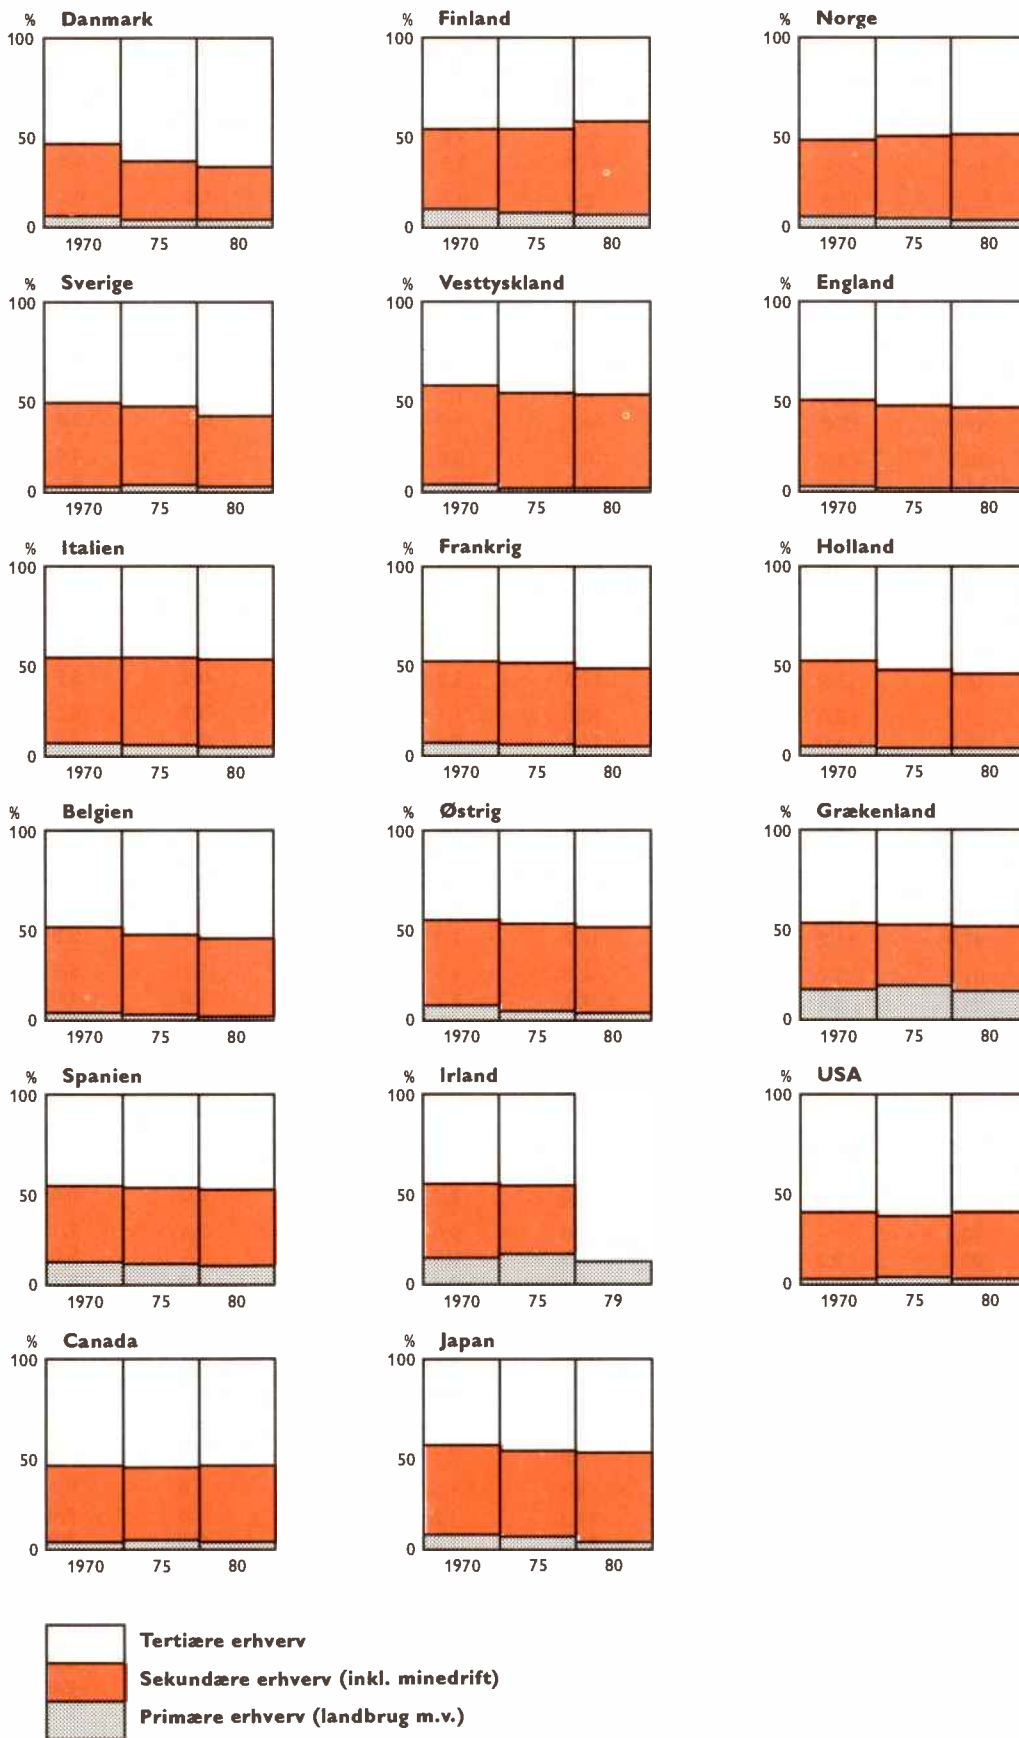 % Danmark
100
50
0
1970 75 80
% Finland
100
50
0
1970 75 80
% Norge
100
50
0
1970 75 80
% Sverige
100
50
0
1970 75 80
% Vesttyskland
100
50
0
1970 75 80
% England
100
50
0
1970 75 80
% Italien
100
50
0
1970 75 80
% Frankrig
100
50
0
1970 75 80
% Holland
100
50
0
1970 75 80
% Belgien
100
50
0
1970 75 80
% Østrig
100
50
0
1970 75 80
% Grækenland
100
50
0
1970 75 80
% Spanien
100
50
0
1970 75 80
% Irland
100
50
0
1970 75 79
% USA
100
50
0
1970 75 80
% Canada
100
50
0
1970 75 80
% Japan
100
50
0
1970 75 80
Tertiære erhverv
Sekundære erhverv (inkl. minedrift)
Primære erhverv (landbrug m.v.)